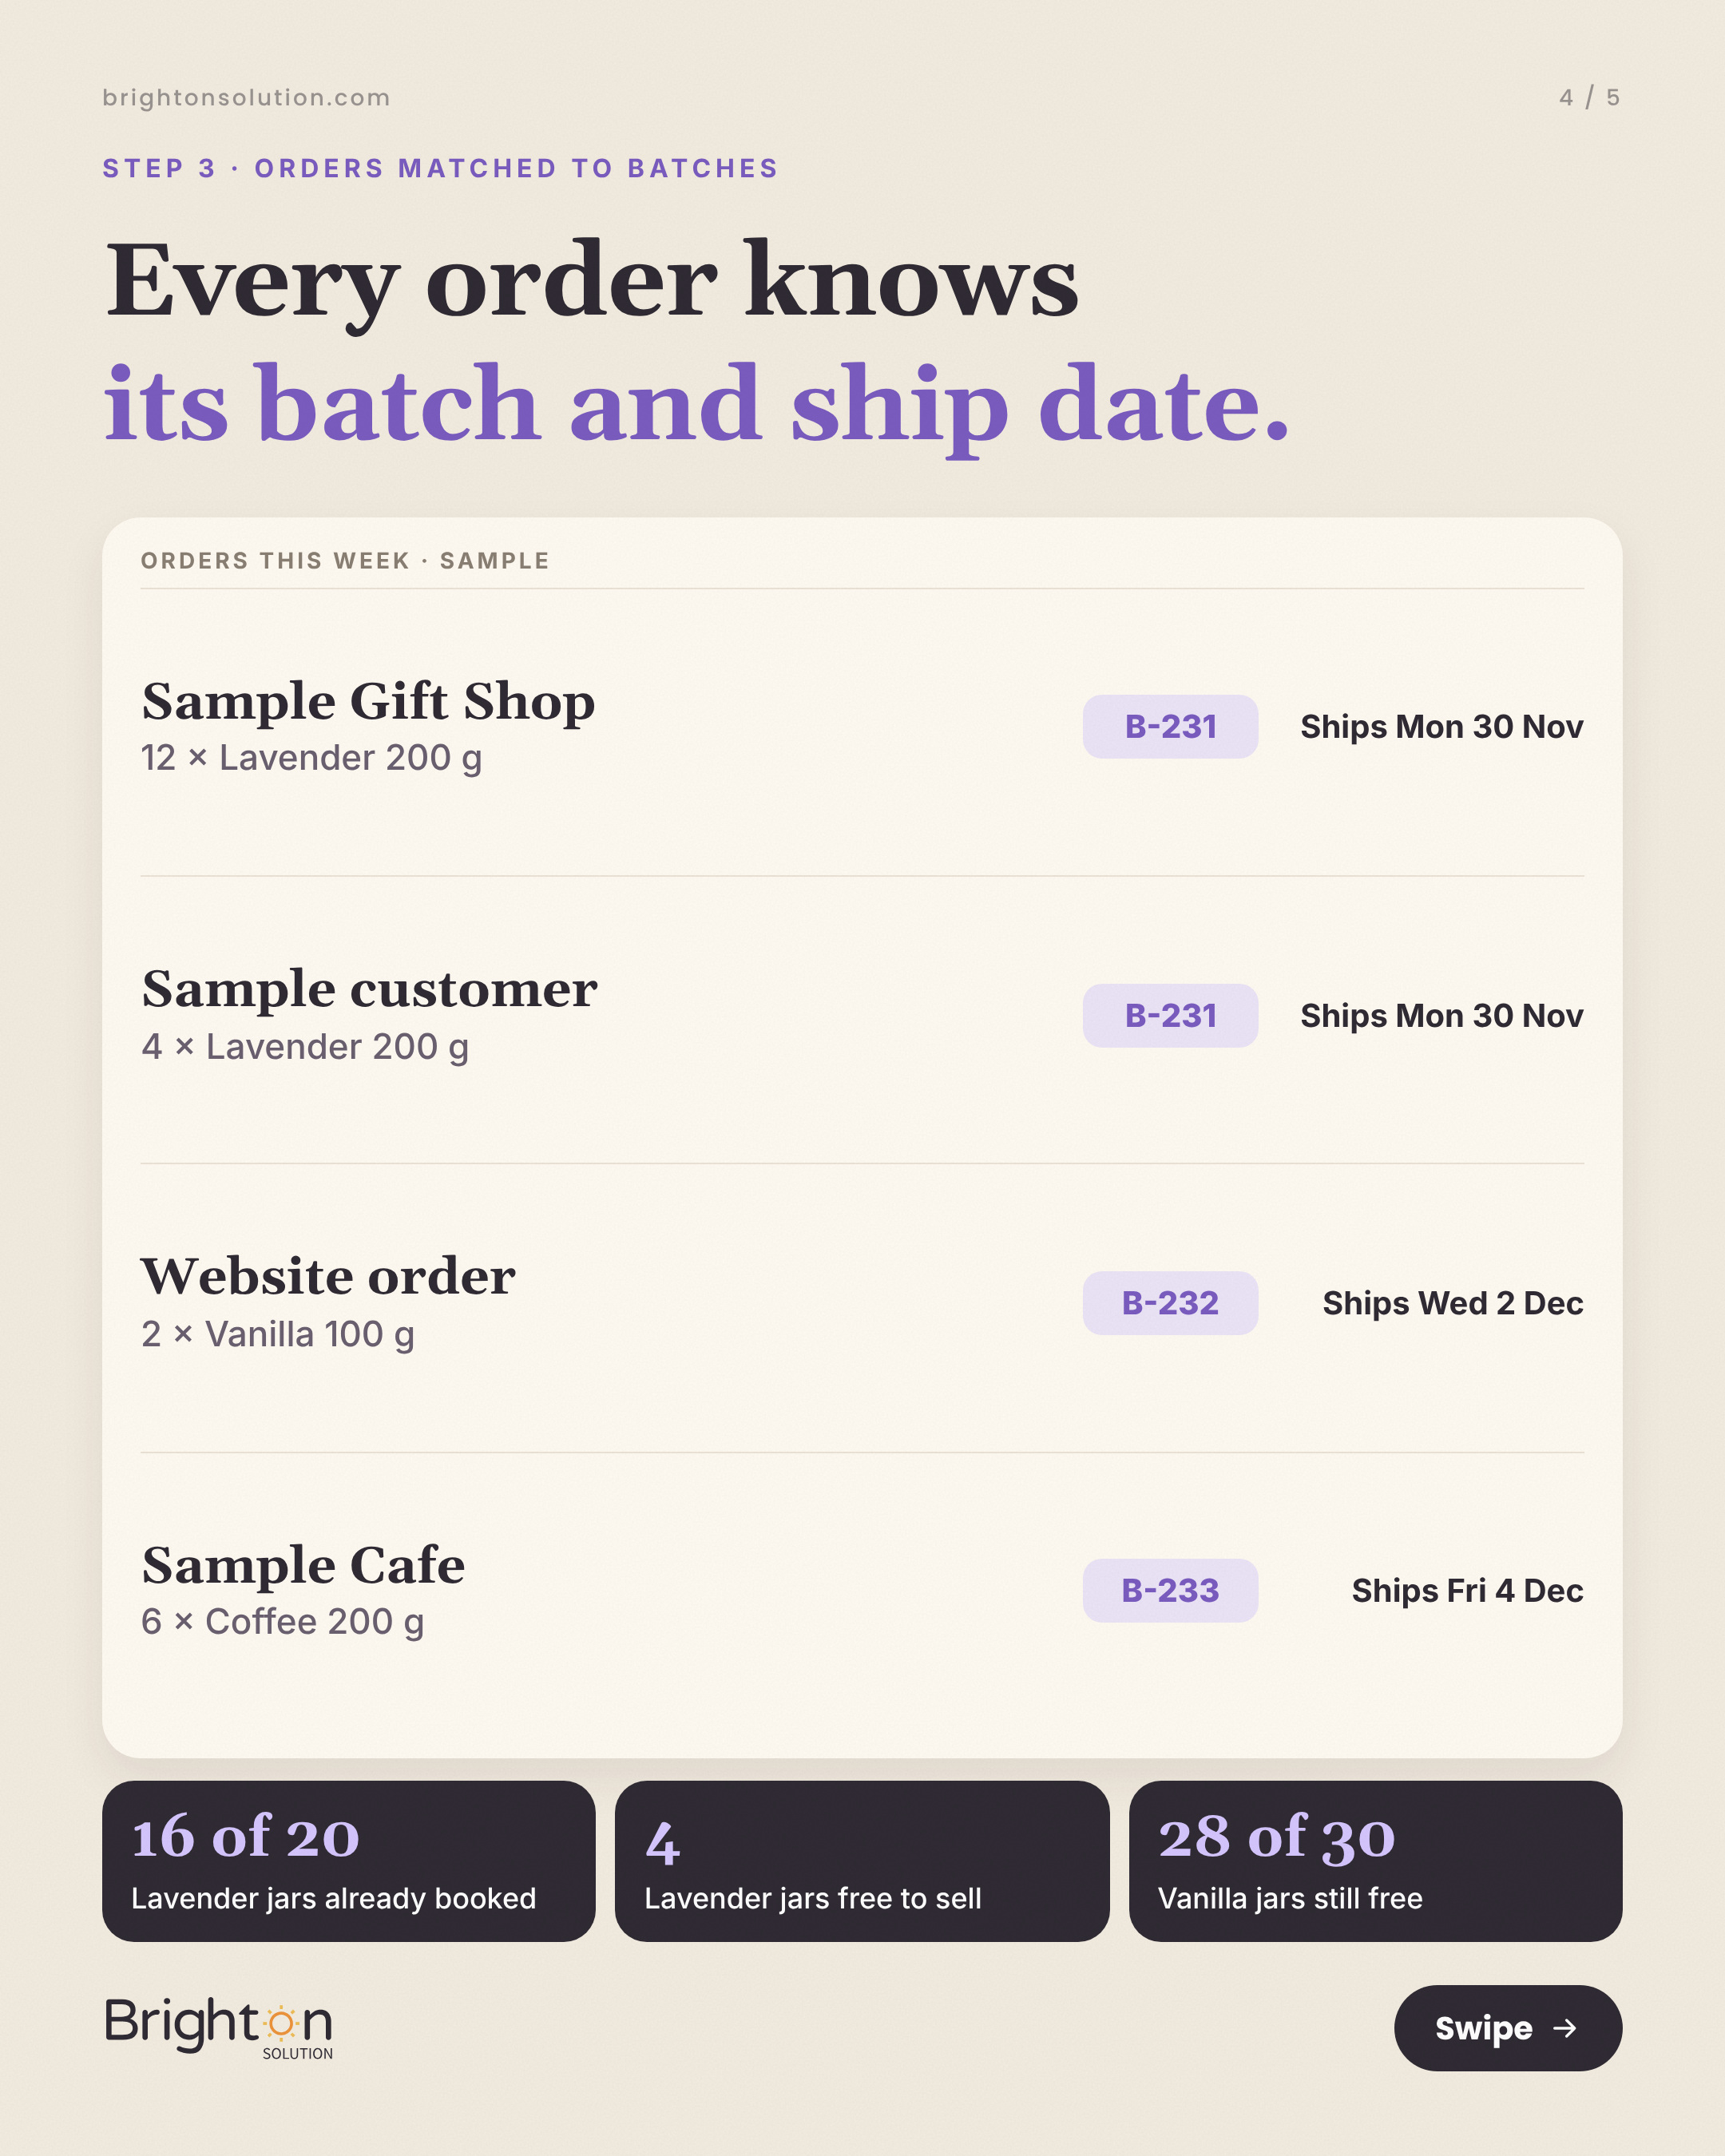 brightonsolution.com
4 / 5
STEP 3 · ORDERS MATCHED TO BATCHES
Every order knows
its batch and ship date.
ORDERS THIS WEEK · SAMPLE
Sample Gift Shop
12 × Lavender 200 g
B-231
Ships Mon 30 Nov
Sample customer
4 × Lavender 200 g
B-231
Ships Mon 30 Nov
Website order
2 × Vanilla 100 g
B-232
Ships Wed 2 Dec
Sample Cafe
6 × Coffee 200 g
B-233
Ships Fri 4 Dec
16 of 20
Lavender jars already booked
4
Lavender jars free to sell
28 of 30
Vanilla jars still free
Brighton
SOLUTION
Swipe →